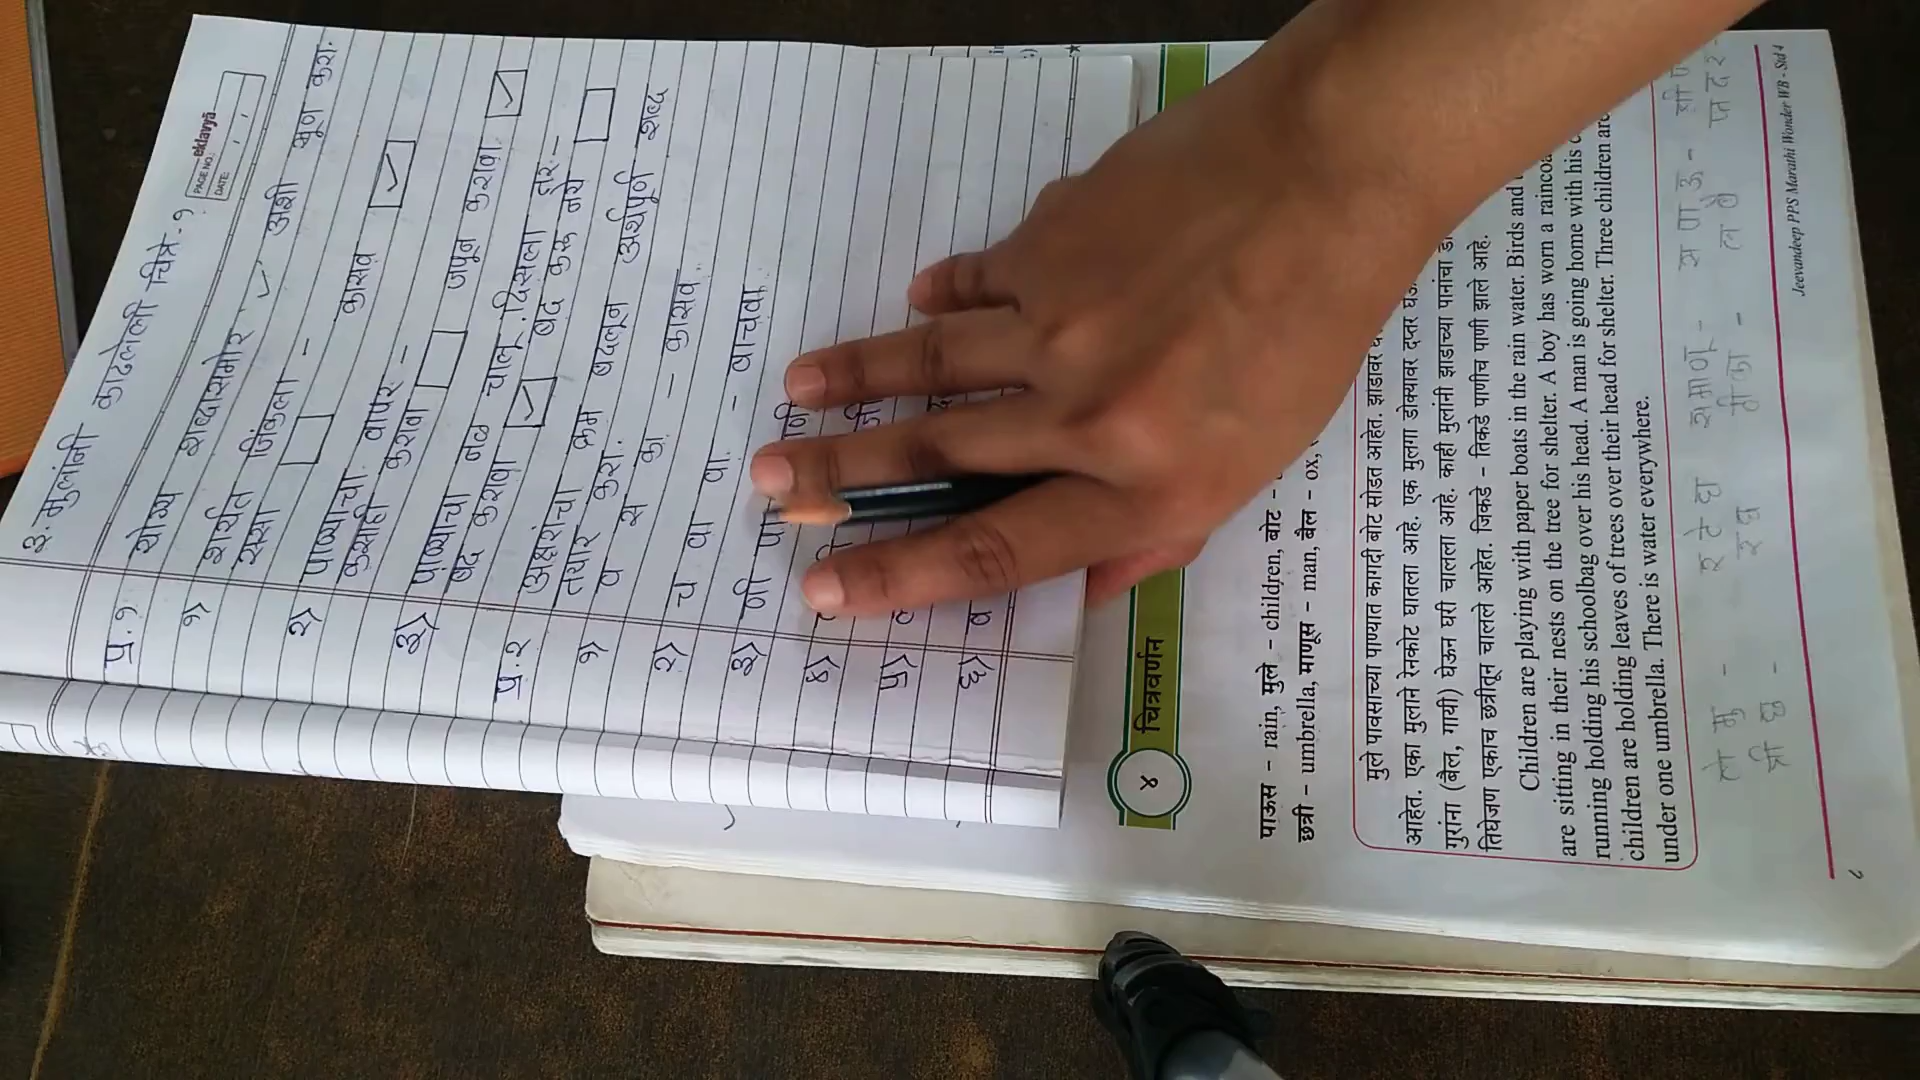 eklavya
PAGE NO.
DATE
३. मुलांनी काढलेली चित्रे - १
प्र. १ योग्य शब्दासमोर ✓ अशी खूण करा.
१) शर्यत जिंकला -
ससा कासव ✓
२) पाण्याचा वापर -
कसाही करावा जपून करावा ✓
३) पाण्याचा नळ चालू दिसला तर -
बंद करावा ✓ बंद करू नये
प्र. २ अक्षरांचा क्रम बदलून अर्थपूर्ण शब्द
तयार करा.
१) व स का - कासव
२) च वा वा - वाचवा
३) णी पा
४)
५)
६) व
४ चित्रवर्णन
पाऊस - rain, मुले - children, बोट -
छत्री - umbrella, माणूस - man, बैल - ox,
मुले पावसाच्या पाण्यात कागदी बोट सोडत आहेत. झाडावर
आहेत. एका मुलाने रेनकोट घातला आहे. एक मुलगा डोक्यावर दप्तर
गुरांना (बैल, गायी) घेऊन घरी चालला आहे. काही मुलांनी झाडाच्या पानांचा
तिघेजण एकाच छत्रीतून चालले आहेत. जिकडे - तिकडे पाणीच पाणी झाले आहे.
Children are playing with paper boats in the rain water. Birds and
are sitting in their nests on the tree for shelter. A boy has worn a
running holding his schoolbag over his head. A man is going home with his
children are holding leaves of trees over their head for shelter. Three children are
under one umbrella. There is water everywhere.
Jeevandeep PPS Marathi Wonder WB - Std 4